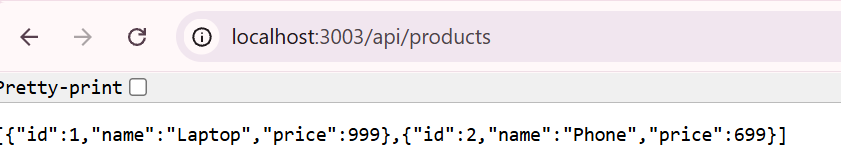 localhost:3003/api/products
Pretty-print
[{"id":1,"name":"Laptop","price":999},{"id":2,"name":"Phone","price":699}]